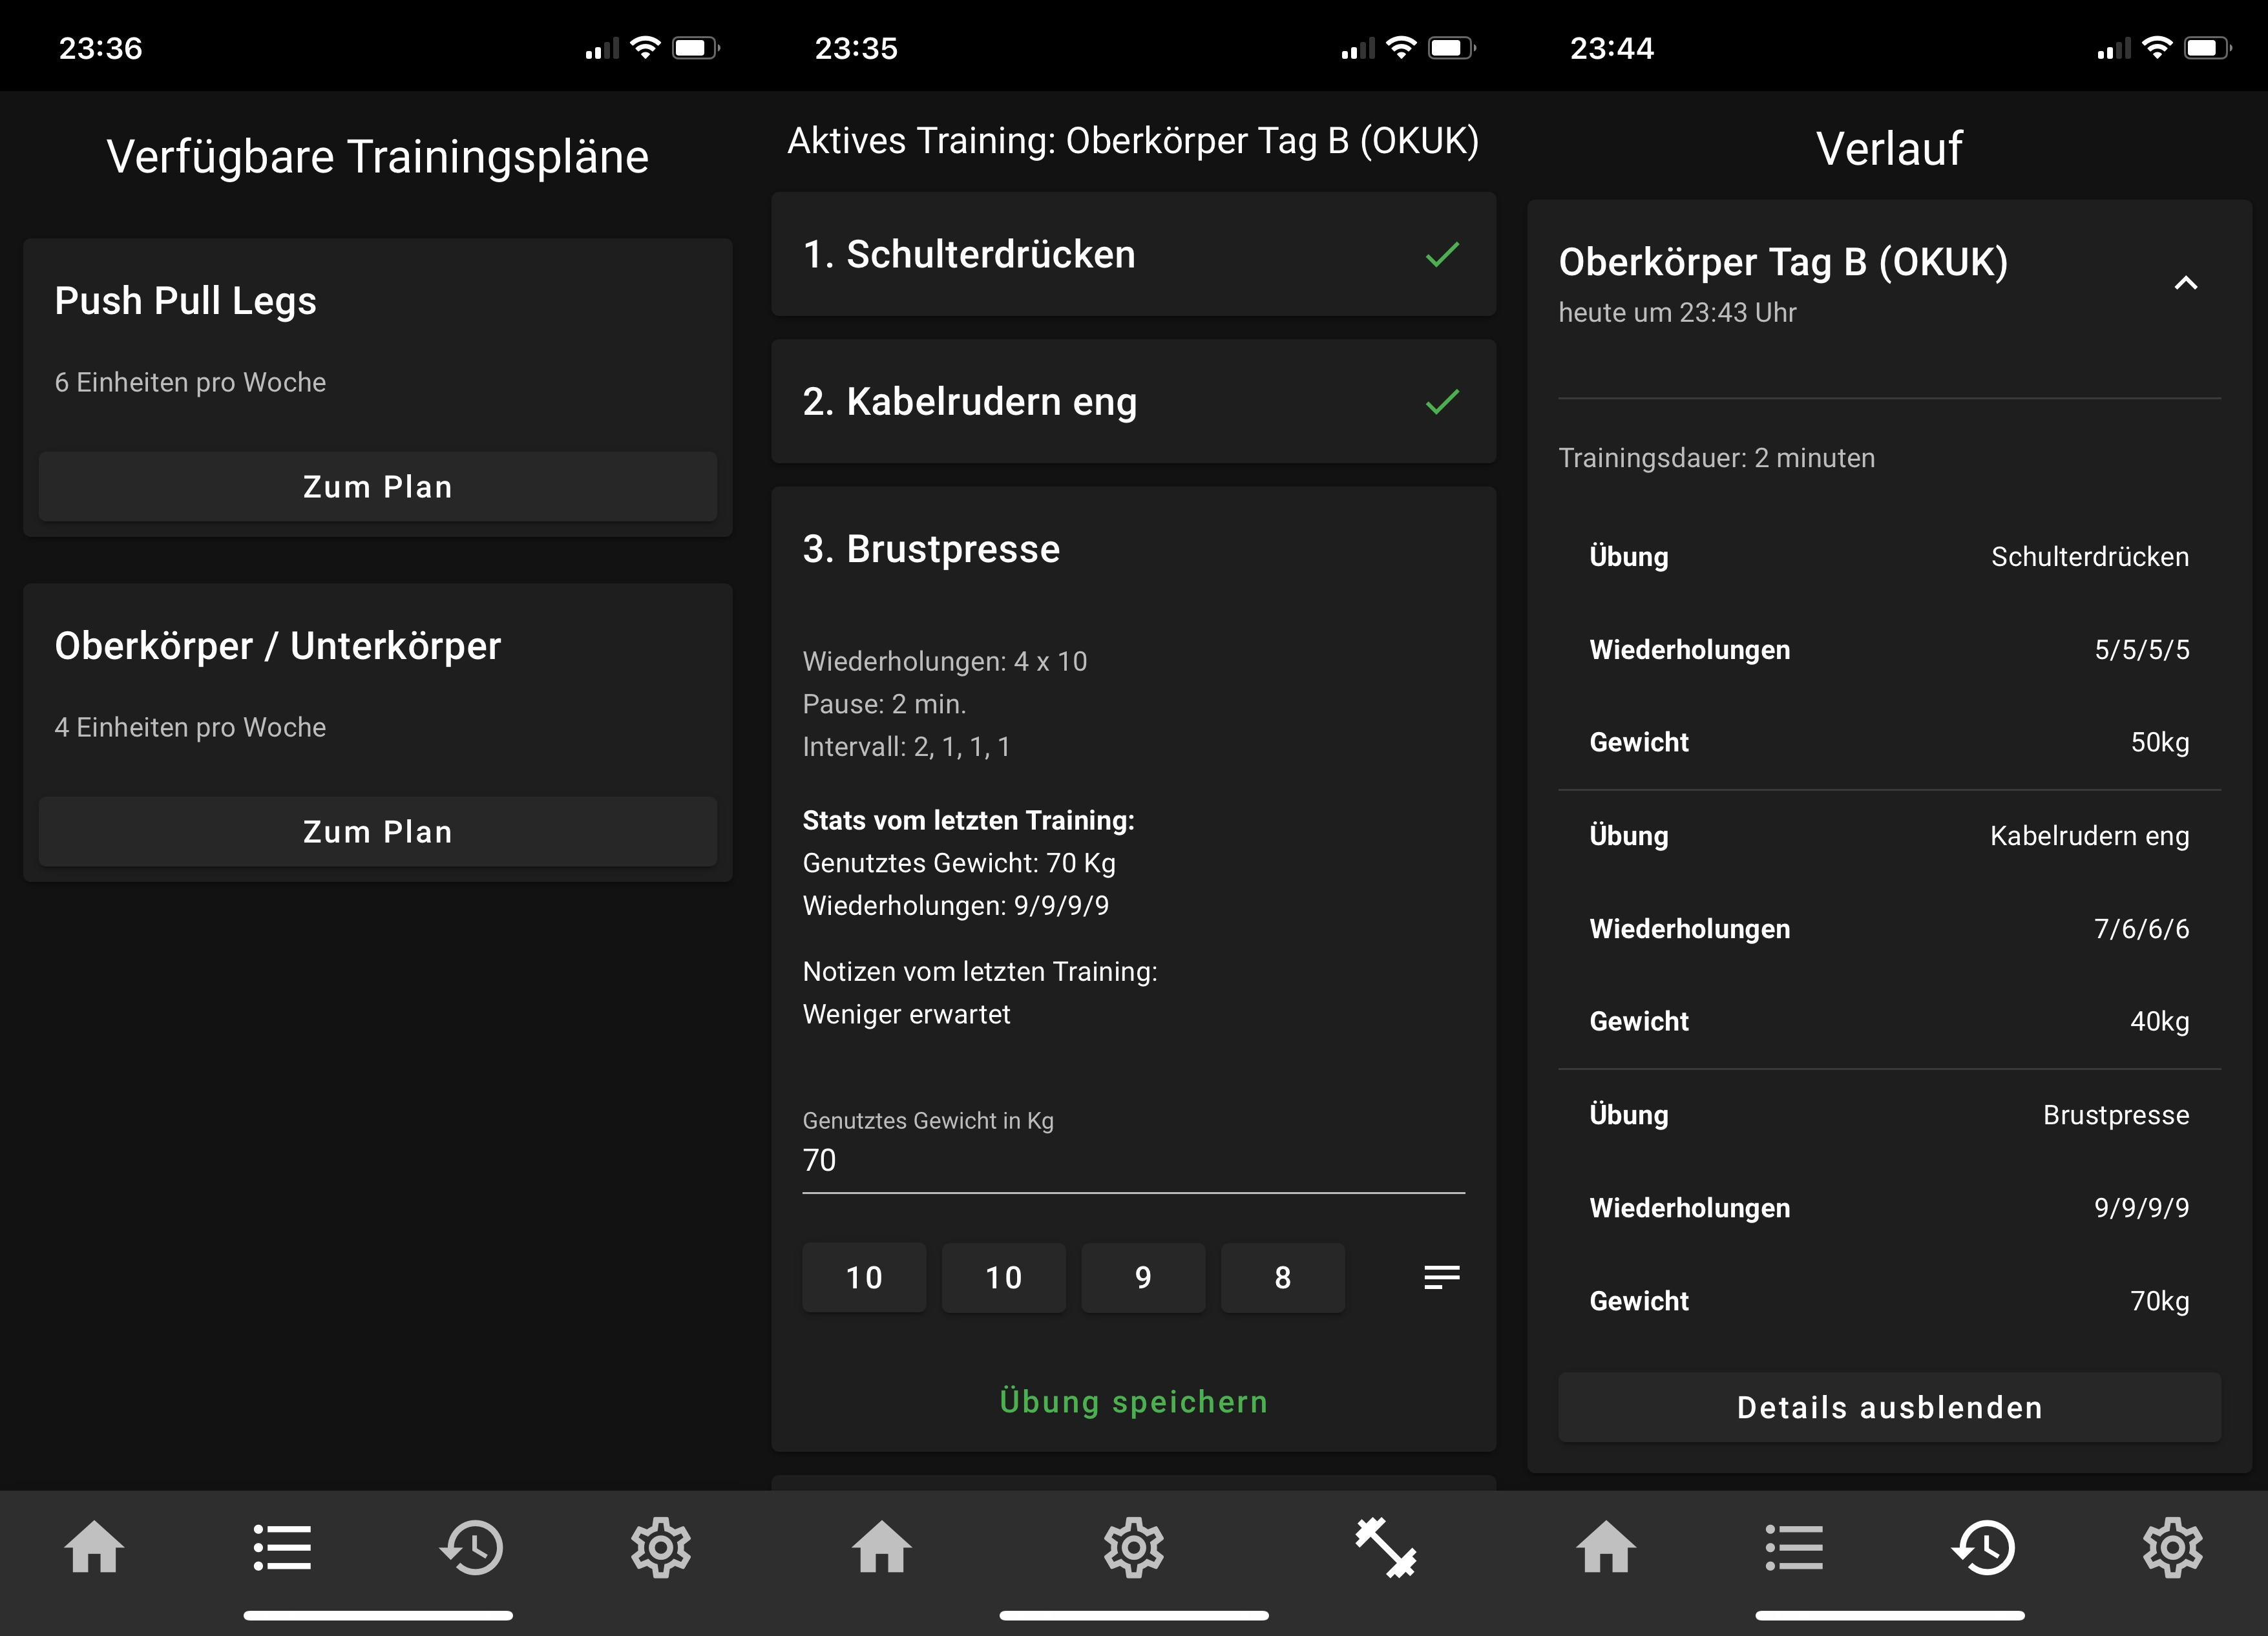 23:36
Verfügbare Trainingspläne
Push Pull Legs
6 Einheiten pro Woche
Zum Plan
Oberkörper / Unterkörper
4 Einheiten pro Woche
Zum Plan
23:35
Aktives Training: Oberkörper Tag B (OKUK)
1. Schulterdrücken
2. Kabelrudern eng
3. Brustpresse
Wiederholungen: 4 x 10
Pause: 2 min.
Intervall: 2, 1, 1, 1
Stats vom letzten Training:
Genutztes Gewicht: 70 Kg
Wiederholungen: 9/9/9/9
Notizen vom letzten Training:
Weniger erwartet
Genutztes Gewicht in Kg
70
10 10 9 8
Übung speichern
23:44
Verlauf
Oberkörper Tag B (OKUK)
heute um 23:43 Uhr
Trainingsdauer: 2 minuten
Übung Schulterdrücken
Wiederholungen 5/5/5/5
Gewicht 50kg
Übung Kabelrudern eng
Wiederholungen 7/6/6/6
Gewicht 40kg
Übung Brustpresse
Wiederholungen 9/9/9/9
Gewicht 70kg
Details ausblenden